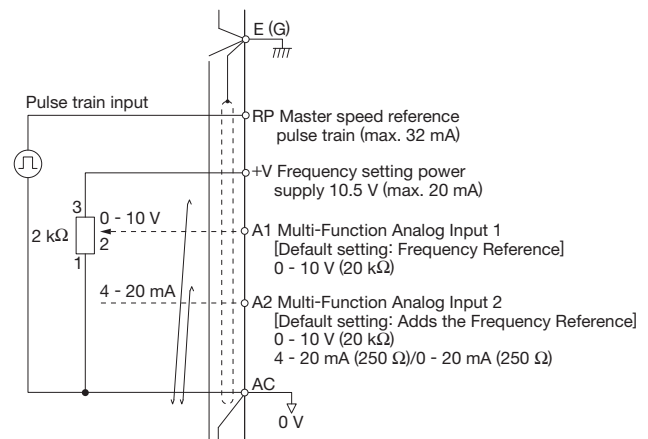 E (G)
Pulse train input
RP Master speed reference
pulse train (max. 32 mA)
+V Frequency setting power
supply 10.5 V (max. 20 mA)
3
0 - 10 V
2 kΩ
2
1
A1 Multi-Function Analog Input 1
[Default setting: Frequency Reference]
0 - 10 V (20 kΩ)
4 - 20 mA
A2 Multi-Function Analog Input 2
[Default setting: Adds the Frequency Reference]
0 - 10 V (20 kΩ)
4 - 20 mA (250 Ω)/0 - 20 mA (250 Ω)
AC
0 V